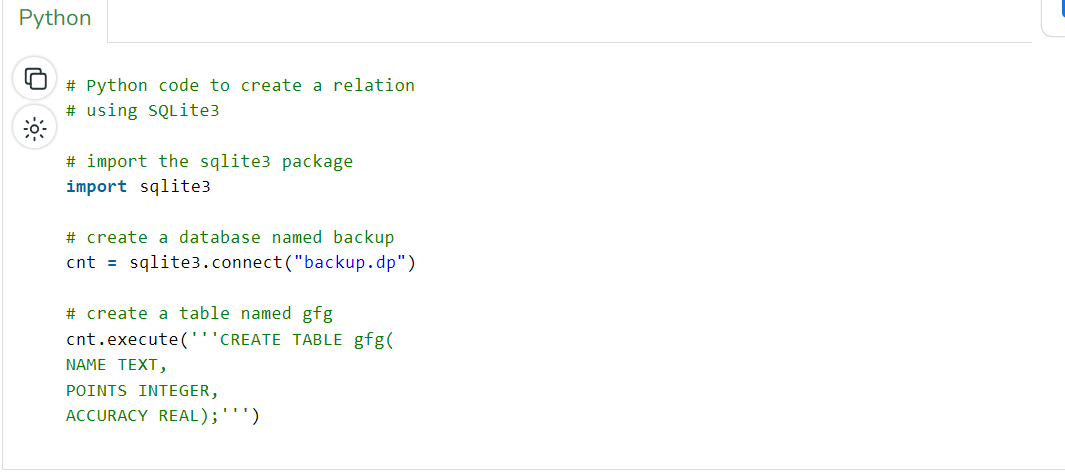 Python
# Python code to create a relation
# using SQLite3
# import the sqlite3 package
import sqlite3
# create a database named backup
cnt = sqlite3.connect("backup.dp")
# create a table named gfg
cnt.execute('''CREATE TABLE gfg(
NAME TEXT,
POINTS INTEGER,
ACCURACY REAL);''')